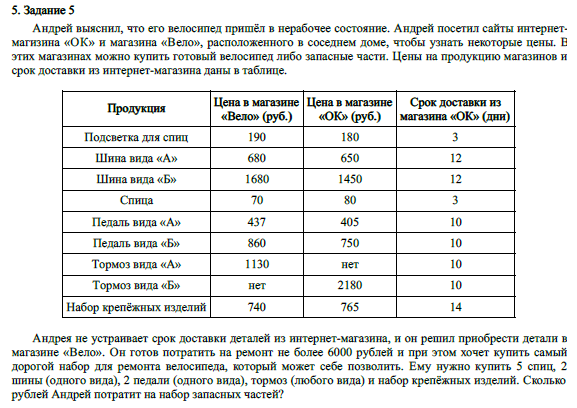 5. Задание 5
Андрей выяснил, что его велосипед пришёл в нерабочее состояние. Андрей посетил сайты интернет-
магизина «ОК» и магазина «Вело», расположенного в соседнем доме, чтобы узнать некоторые цены. В
этих магазинах можно купить готовый велосипед либо запасные части. Цены на продукцию магазинов и
срок доставки из интернет-магазина даны в таблице.
Продукция Цена в магазине «Вело» (руб.) Цена в магазине «ОК» (руб.) Срок доставки из магазина «ОК» (дни)
Подсветка для спиц 190 180 3
Шина вида «А» 680 650 12
Шина вида «Б» 1680 1450 12
Спица 70 80 3
Педаль вида «А» 437 405 10
Педаль вида «Б» 860 750 10
Тормоз вида «А» 1130 нет 10
Тормоз вида «Б» нет 2180 10
Набор крепёжных изделий 740 765 14
Андрея не устраивает срок доставки деталей из интернет-магазина, и он решил приобрести детали в
магазине «Вело». Он готов потратить на ремонт не более 6000 рублей и при этом хочет купить самый
дорогой набор для ремонта велосипеда, который может себе позволить. Ему нужно купить 5 спиц, 2
шины (одного вида), 2 педали (одного вида), тормоз (любого вида) и набор крепёжных изделий. Сколько
рублей Андрей потратит на набор запасных частей?